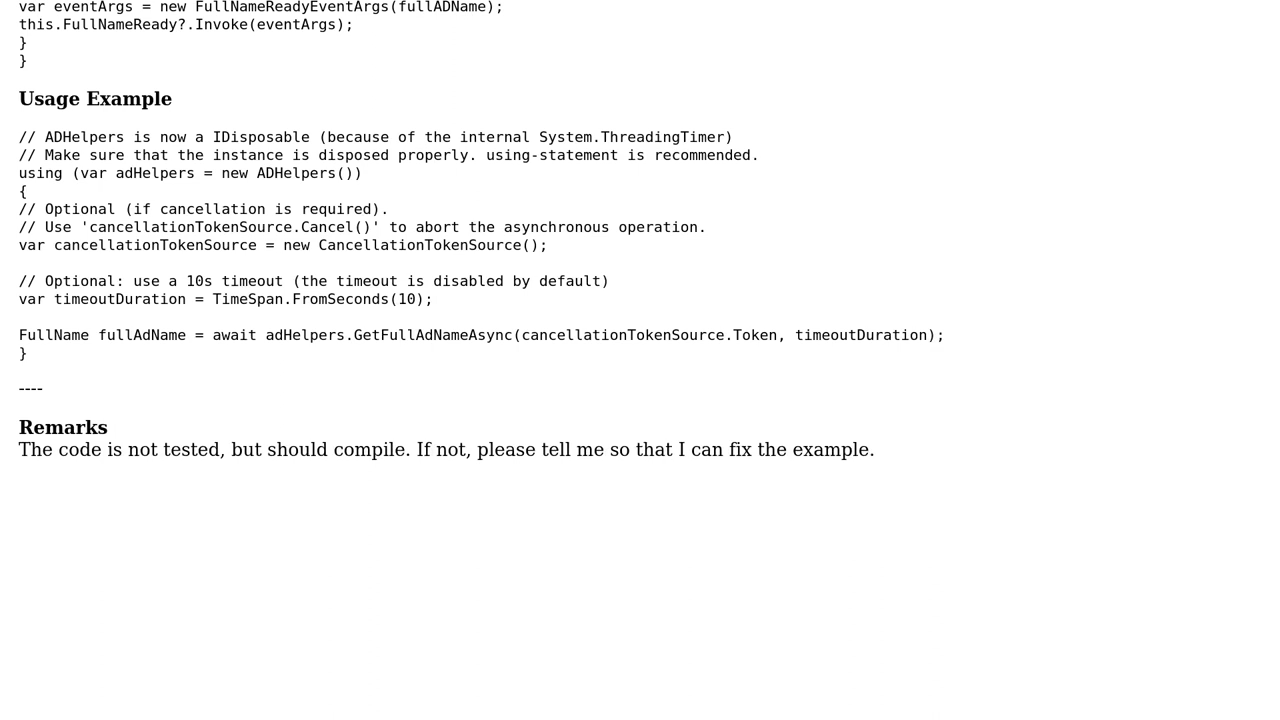 var eventArgs = new FullNameReadyEventArgs(fullADName);
this.FullNameReady?.Invoke(eventArgs);
}
}
Usage Example
// ADHelpers is now a IDisposable (because of the internal System.ThreadingTimer)
// Make sure that the instance is disposed properly. using-statement is recommended.
using (var adHelpers = new ADHelpers())
{
// Optional (if cancellation is required).
// Use 'cancellationTokenSource.Cancel()' to abort the asynchronous operation.
var cancellationTokenSource = new CancellationTokenSource();
// Optional: use a 10s timeout (the timeout is disabled by default)
var timeoutDuration = TimeSpan.FromSeconds(10);
FullName fullAdName = await adHelpers.GetFullAdNameAsync(cancellationTokenSource.Token, timeoutDuration);
}
----
Remarks
The code is not tested, but should compile. If not, please tell me so that I can fix the example.